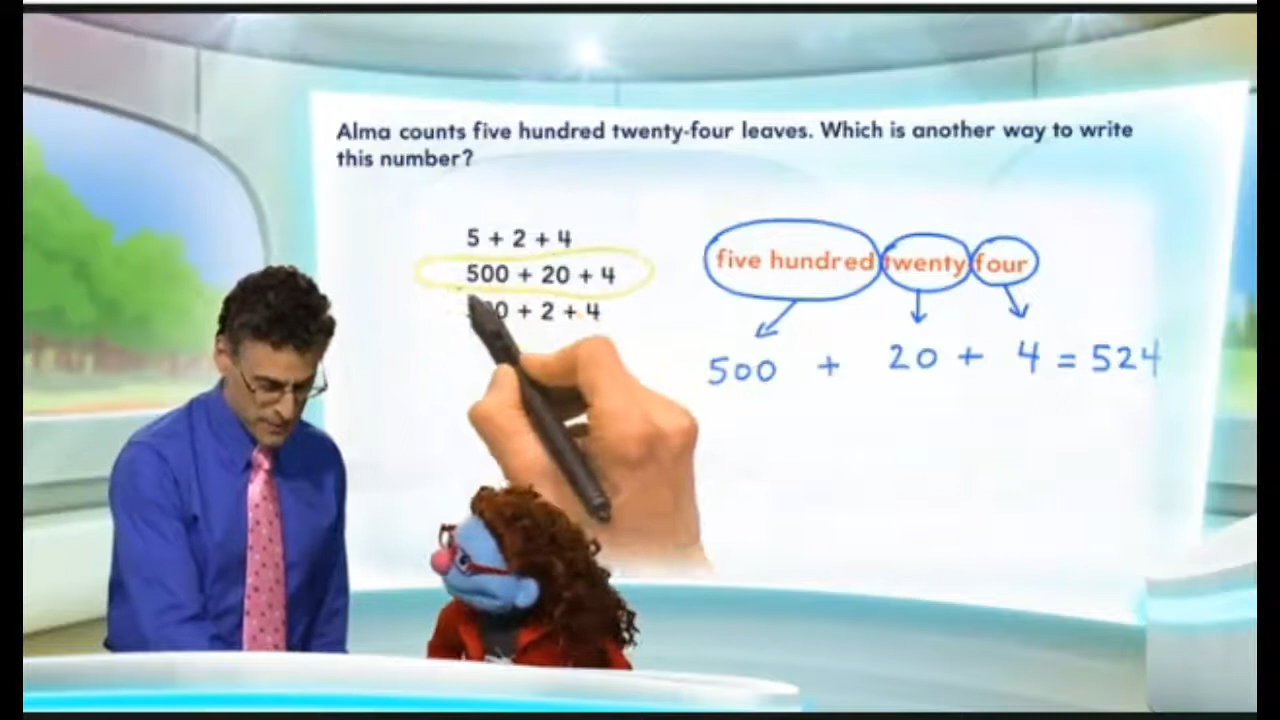 Alma counts five hundred twenty-four leaves. Which is another way to write
this number?
5 + 2 + 4
500 + 20 + 4
0 + 2 + 4
five hundred twenty four
500 + 20 + 4 = 524